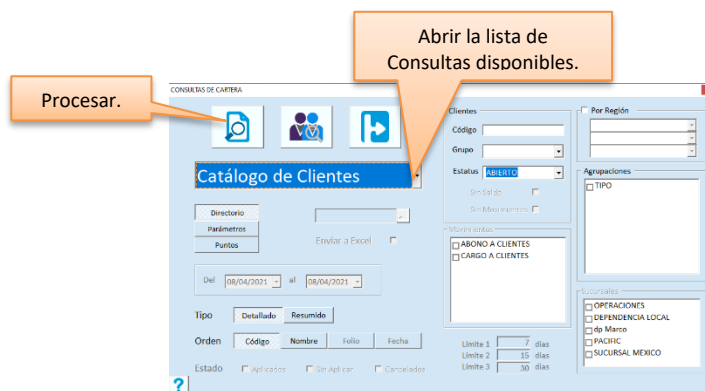 Abrir la lista de
Consultas disponibles.
Procesar.
CONSULTAS DE CARTERA
Catálogo de Clientes
Directorio
Parámetros
Puntos
Enviar a Excel
Del 08/04/2021 al 08/04/2021
Tipo Detallado Resumido
Orden Código Nombre Folio Fecha
Estado Aplicados Sin Aplicar Cancelados
Clientes
Código
Grupo
Estatus ABIERTO
Sin Saldo
Sin Movimientos
Movimientos
ABONO A CLIENTES
CARGO A CLIENTES
Límite 1 7 días
Límite 2 15 días
Límite 3 30 días
Por Región
Agrupaciones
TIPO
Sucursales
OPERACIONES
DEPENDENCIA LOCAL
dp Marco
PACIFIC
SUCURSAL MEXICO
?